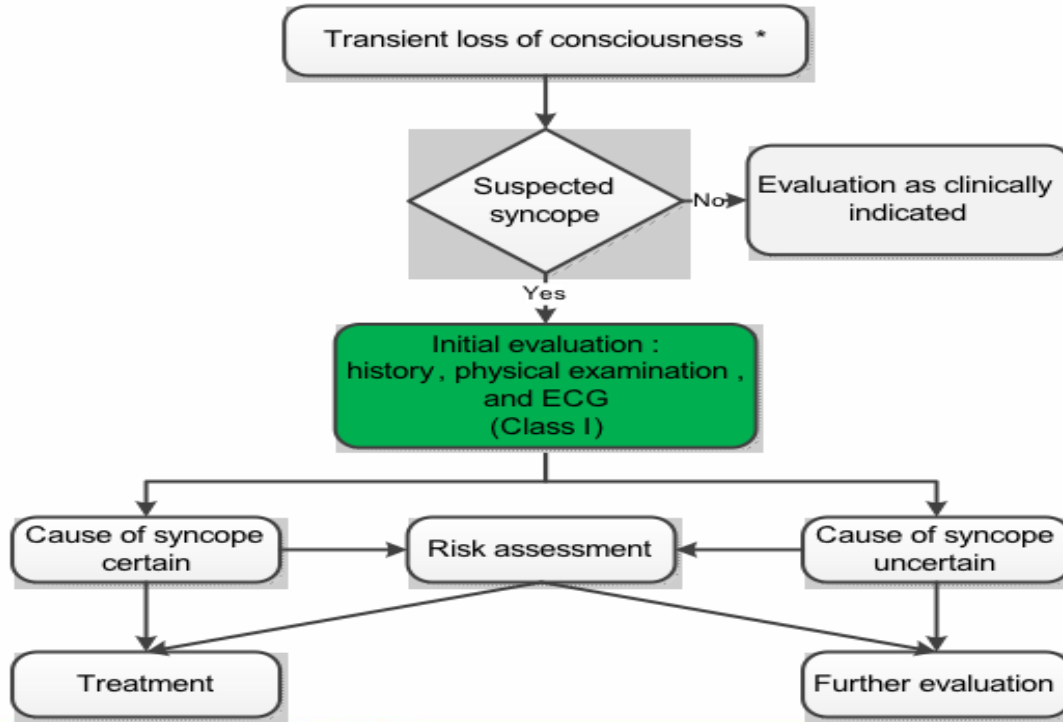 Transient loss of consciousness *
Suspected
syncope
No
Evaluation as clinically
indicated
Yes
Initial evaluation :
history , physical examination ,
and ECG
(Class I)
Cause of syncope
certain
Risk assessment
Cause of syncope
uncertain
Treatment
Further evaluation